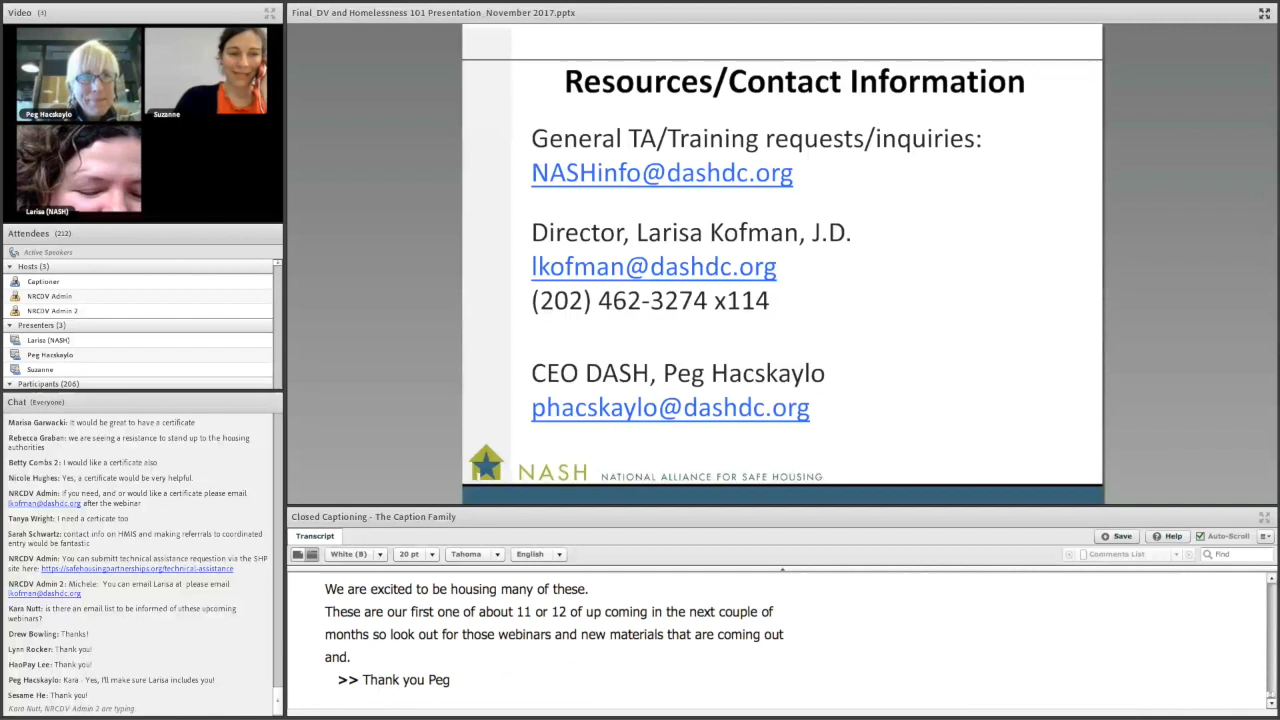 Video (3)
Peg Hacskaylo
Suzanne
Larisa (NASH)
Attendees (212)
Active Speakers
Hosts (3)
Captioner
NRCDV Admin
NRCDV Admin 2
Presenters (3)
Larisa (NASH)
Peg Hacskaylo
Suzanne
Participants (206)
Chat (Everyone)
Marisa Garwacki: It would be great to have a certificate
Rebecca Graban: we are seeing a resistance to stand up to the housing
authorities
Betty Combs 2: I would like a certificate also
Nicole Hughes: Yes, a certificate would be very helpful.
NRCDV Admin: If you need, and/or would like a certificate please email
lkofman@dashdc.org after the webinar
Tanya Wright: I need a certicate too
Sarah Schwartz: contact info on HMIS and making referrals to coordinated
entry would be fantastic
NRCDV Admin: You can submitt technical assistance requestion via the SHP
site here: https://safehousingpartnerships.org/technical-assistance
NRCDV Admin 2: Michele: You can email Larisa at please email
lkofman@dashdc.org
Kara Nutt: is there an email list to be informed of uthese upcoming
webinars?
Drew Bowling: Thanks!
Lynn Rocker: Thank you!
HaoPay Lee: Thank you!
Peg Hacskaylo: Kara - Yes, I'll make sure Larisa includes you!
Sesame He: Thank you!
Kara Nutt, NRCDV Admin 2 are typing.
Final_DV and Homelessness 101 Presentation_November 2017.pptx
Resources/Contact Information
General TA/Training requests/inquiries:
NASHinfo@dashdc.org
Director, Larisa Kofman, J.D.
lkofman@dashdc.org
(202) 462-3274 x114
CEO DASH, Peg Hacskaylo
phacskaylo@dashdc.org
NASH NATIONAL ALLIANCE FOR SAFE HOUSING
Closed Captioning - The Caption Family
Transcript
Save
Help
Auto-Scroll
White (B)
20 pt
Tahoma
English
Comments List
Find
We are excited to be housing many of these.
These are our first one of about 11 or 12 of up coming in the next couple of
months so look out for those webinars and new materials that are coming out
and.
>> Thank you Peg